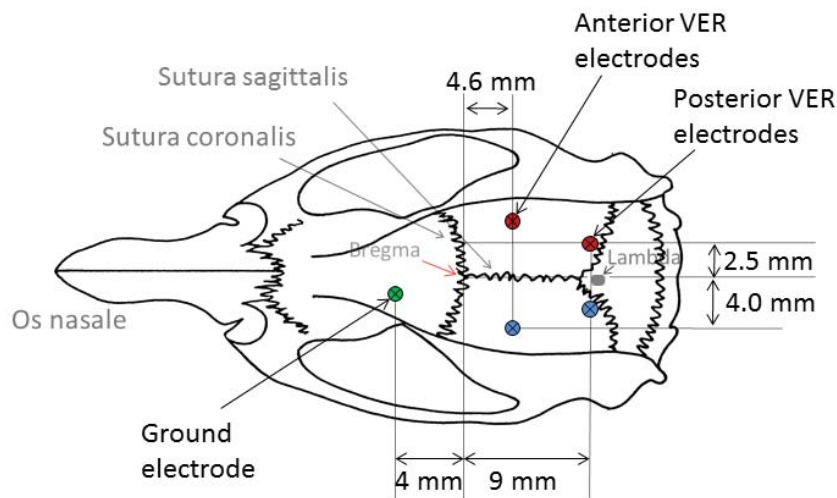 Anterior VER
electrodes
Sutura sagittalis
4.6 mm
Posterior VER
electrodes
Sutura coronalis
Bregma
Lambda
2.5 mm
4.0 mm
Os nasale
Ground
electrode
4 mm
9 mm